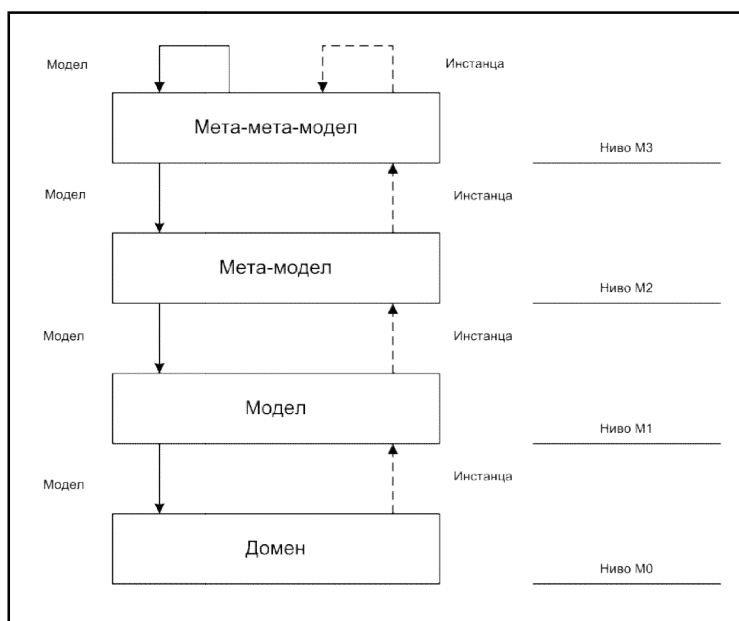 Модел
Инстанца
Мета-мета-модел
Ниво М3
Модел
Инстанца
Мета-модел
Ниво М2
Модел
Инстанца
Модел
Ниво М1
Модел
Инстанца
Домен
Ниво М0